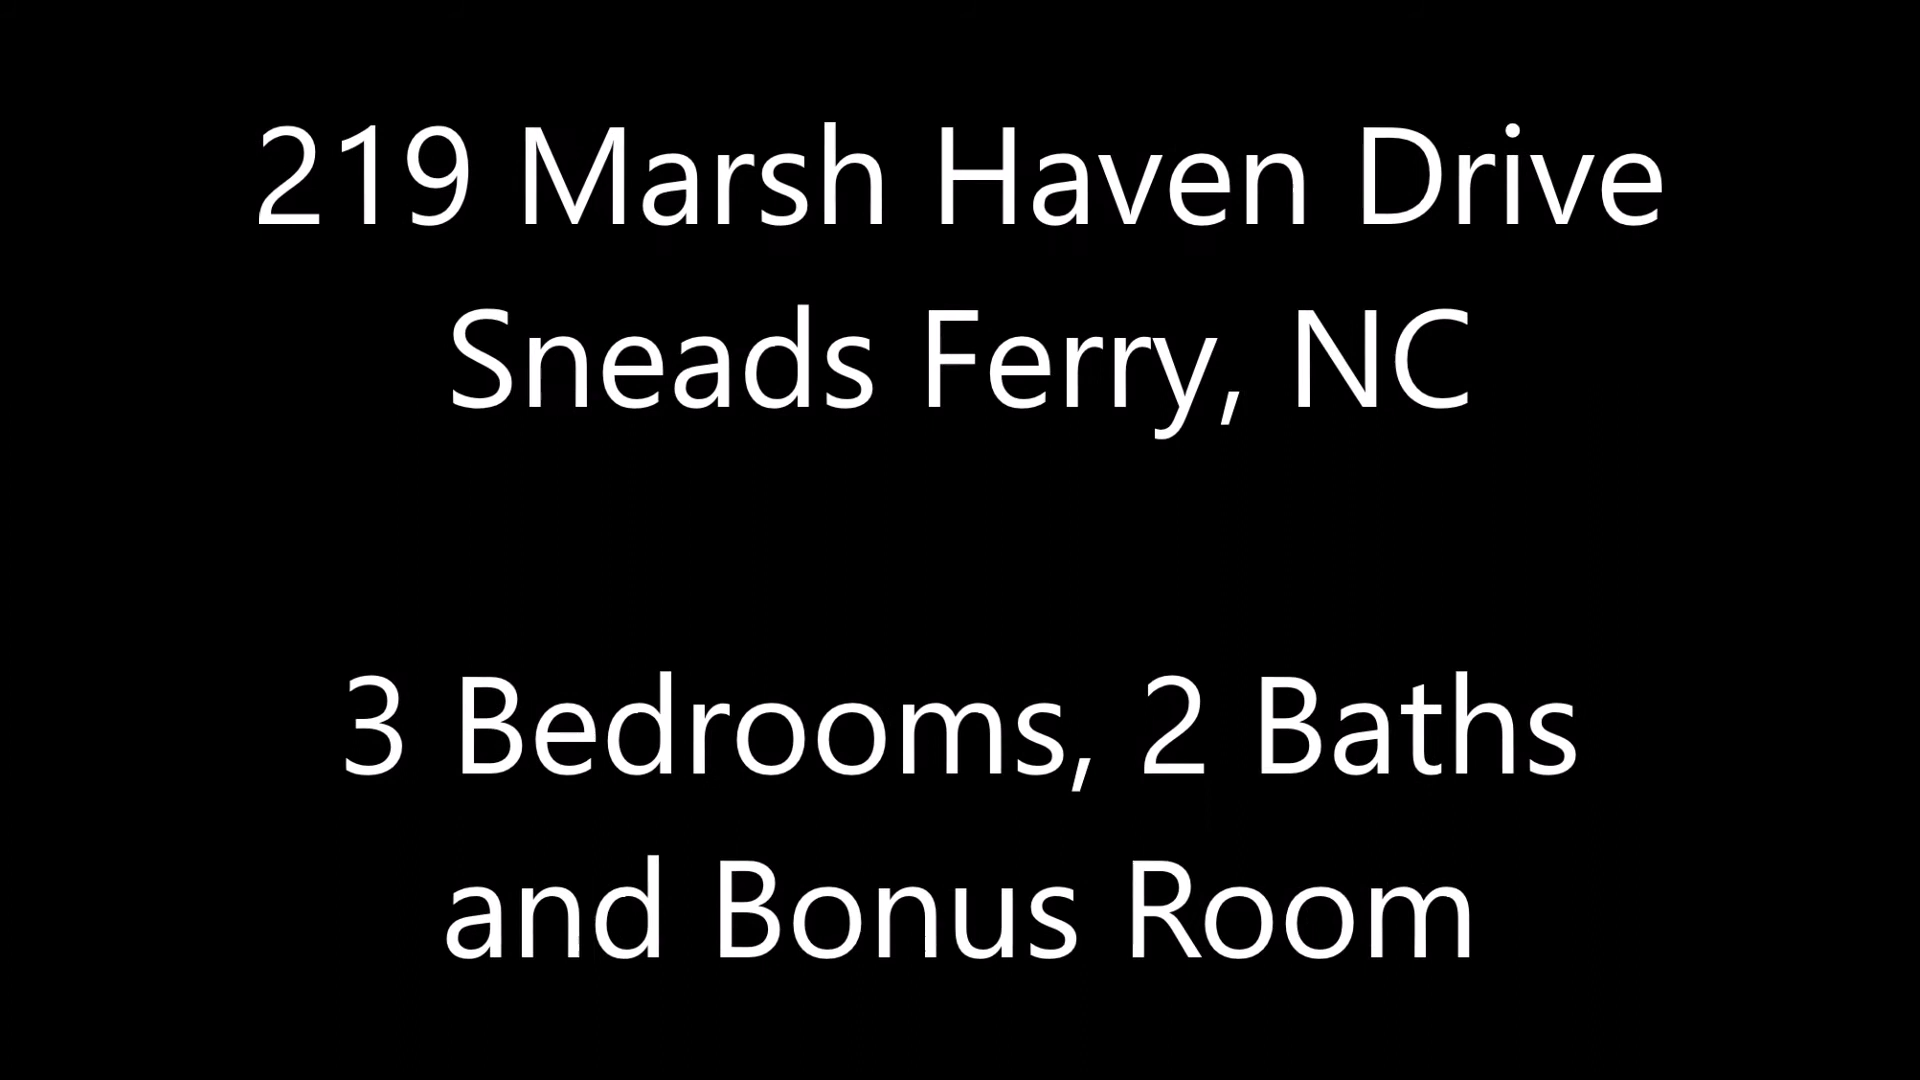 219 Marsh Haven Drive
Sneads Ferry, NC
3 Bedrooms, 2 Baths
and Bonus Room